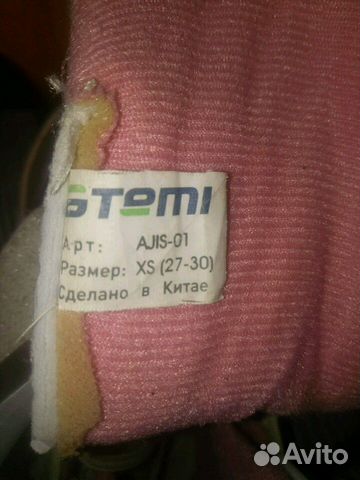 ATEMI
Арт: AJIS-01
Размер: XS (27-30)
Сделано в Китае
Avito